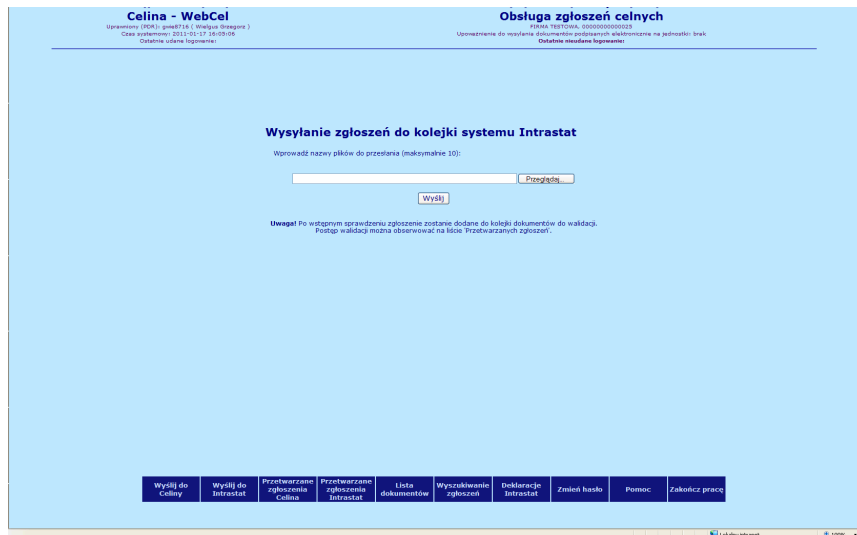 Celina - WebCel
Uprawniony (PDR): gwie8716 ( Wielgus Grzegorz )
Czas systemowy: 2011-01-17 16:05:06
Ostatnie udane logowanie:
Obsługa zgłoszeń celnych
FIRMA TESTOWA, 00000000000025
Upoważnienie do wysyłania dokumentów podpisanych elektronicznie na jednostki: brak
Ostatnie nieudane logowanie:
Wysyłanie zgłoszeń do kolejki systemu Intrastat
Wprowadź nazwy plików do przesłania (maksymalnie 10):
Przeglądaj...
Wyślij
Uwaga! Po wstępnym sprawdzeniu zgłoszenie zostanie dodane do kolejki dokumentów do walidacji.
Postęp walidacji można obserwować na liście 'Przetwarzanych zgłoszeń'.
Wyślij do
Celiny
Wyślij do
Intrastat
Przetwarzane
zgłoszenia
Celina
Przetwarzane
zgłoszenia
Intrastat
Lista
dokumentów
Wyszukiwanie
zgłoszeń
Deklaracje
Intrastat
Zmień hasło
Pomoc
Zakończ pracę